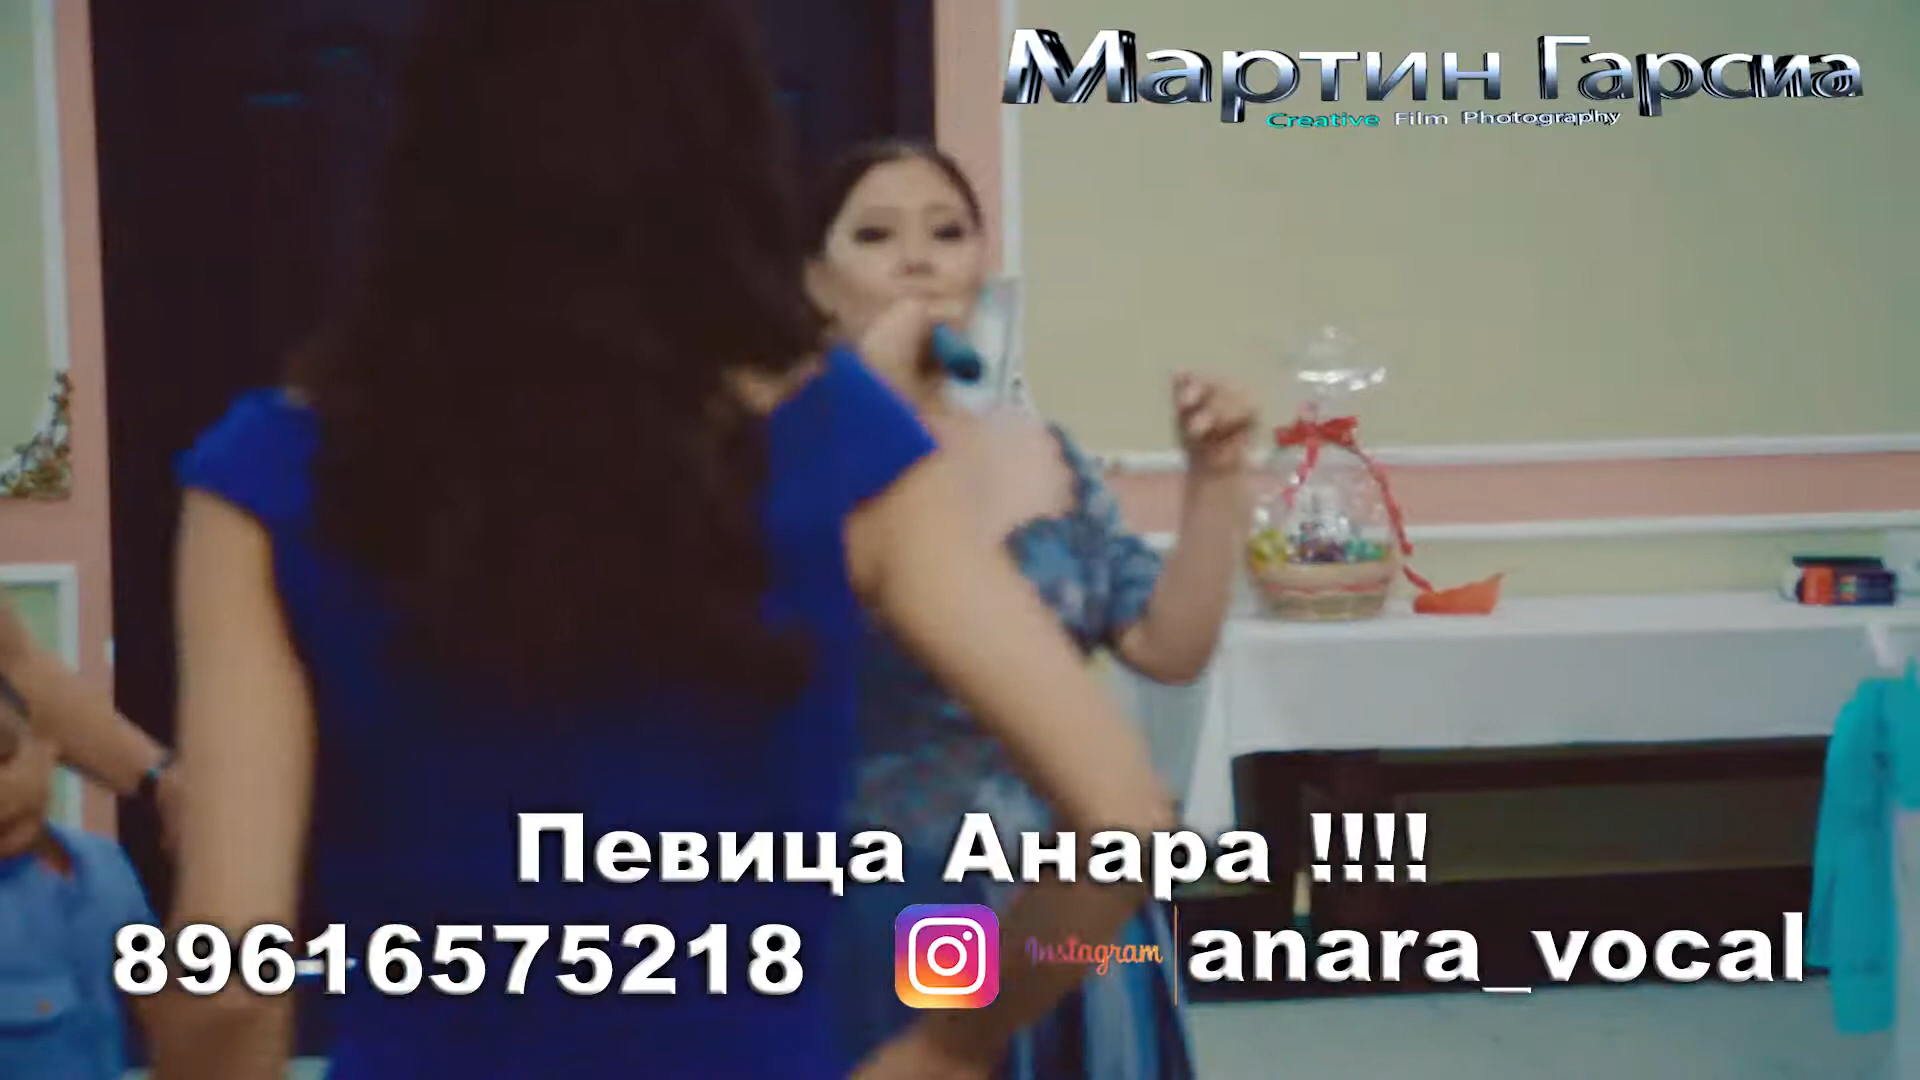 Мартин Гарсиа
Creative Film Photography
Певица Анара !!!!
89616575218
Instagram
anara_vocal